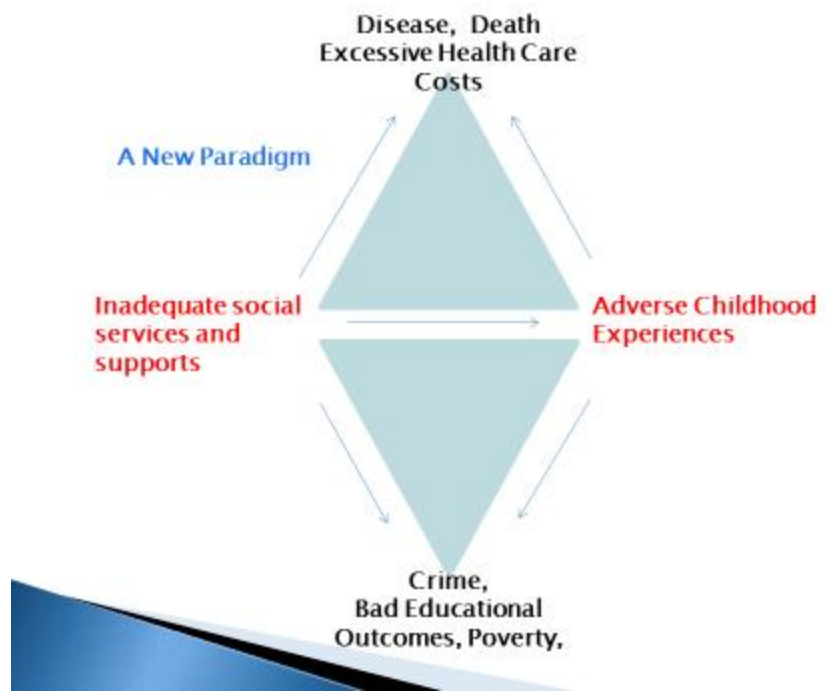 Disease,  Death
Excessive Health Care
Costs
A New Paradigm
Inadequate social
services and
supports
Adverse Childhood
Experiences
Crime,
Bad Educational
Outcomes, Poverty,